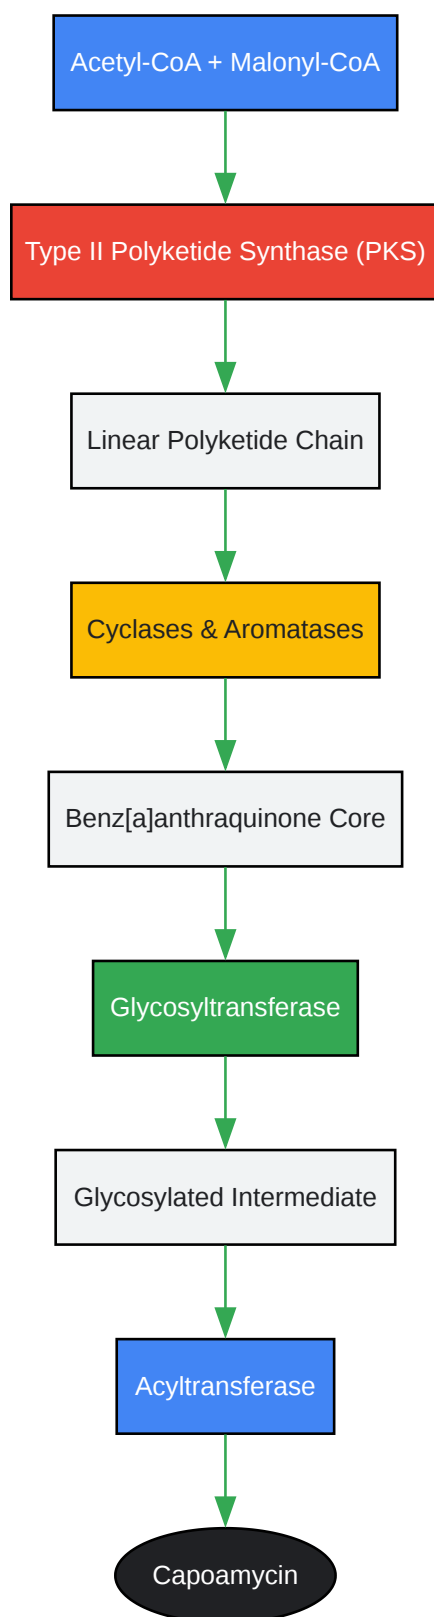 Acetyl-CoA + Malonyl-CoA
Type II Polyketide Synthase (PKS)
Linear Polyketide Chain
Cyclases & Aromatases
Benz[a]anthraquinone Core
Glycosyltransferase
Glycosylated Intermediate
Acyltransferase
Capoamycin